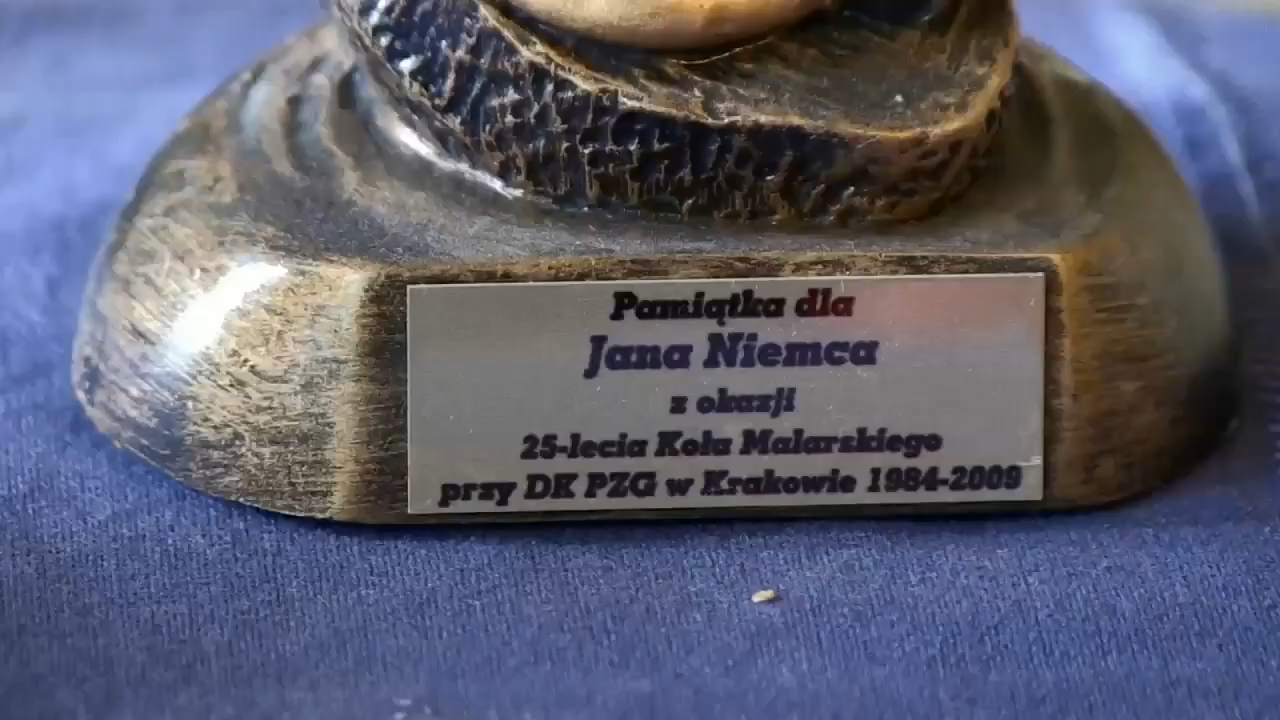 Pamiątka dla
Jana Niemca
z okazji
25-lecia Koła Malarskiego
przy DK PZG w Krakowie 1984-2009